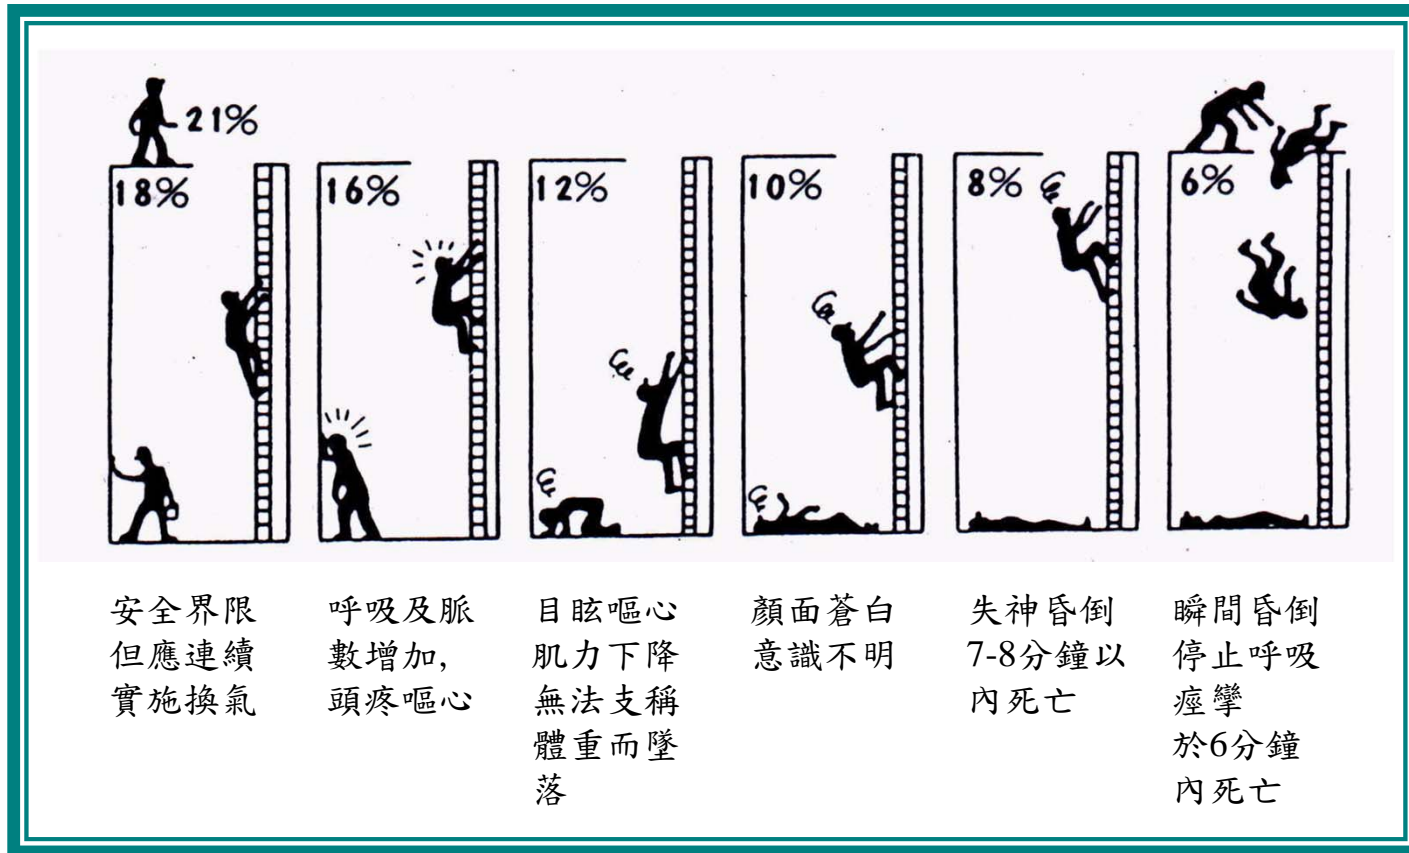 21%
18%
16%
12%
10%
8%
6%
安全界限
但應連續
實施換氣
呼吸及脈
數增加,
頭疼嘔心
目眩嘔心
肌力下降
無法支稱
體重而墜
落
顏面蒼白
意識不明
失神昏倒
7-8分鐘以
內死亡
瞬間昏倒
停止呼吸
痙攣
於6分鐘
內死亡